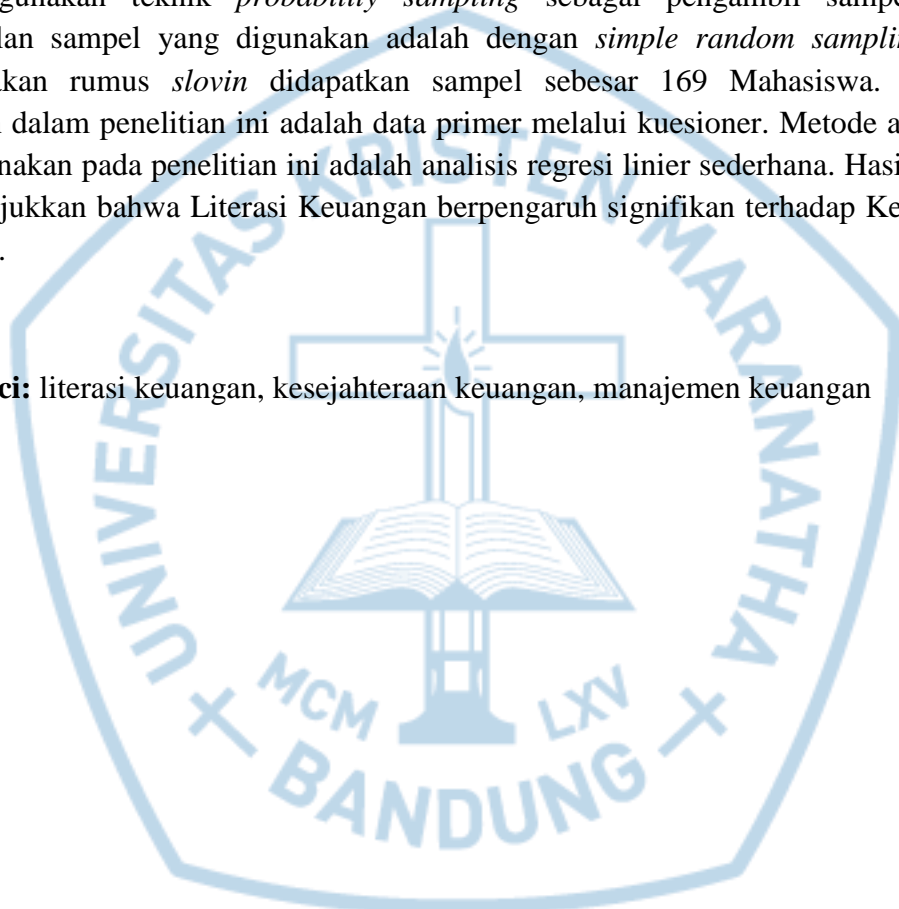 gunakan teknik probability sampling sebagai pengambil sampe
lan sampel yang digunakan adalah dengan simple random samplin
akan rumus slovin didapatkan sampel sebesar 169 Mahasiswa.
dalam penelitian ini adalah data primer melalui kuesioner. Metode a
nakan pada penelitian ini adalah analisis regresi linier sederhana. Hasi
jukkan bahwa Literasi Keuangan berpengaruh signifikan terhadap Ke
.
ci: literasi keuangan, kesejahteraan keuangan, manajemen keuangan
UNIVERSITAS KRISTEN MARANATHA
MCM LXV
BANDUNG